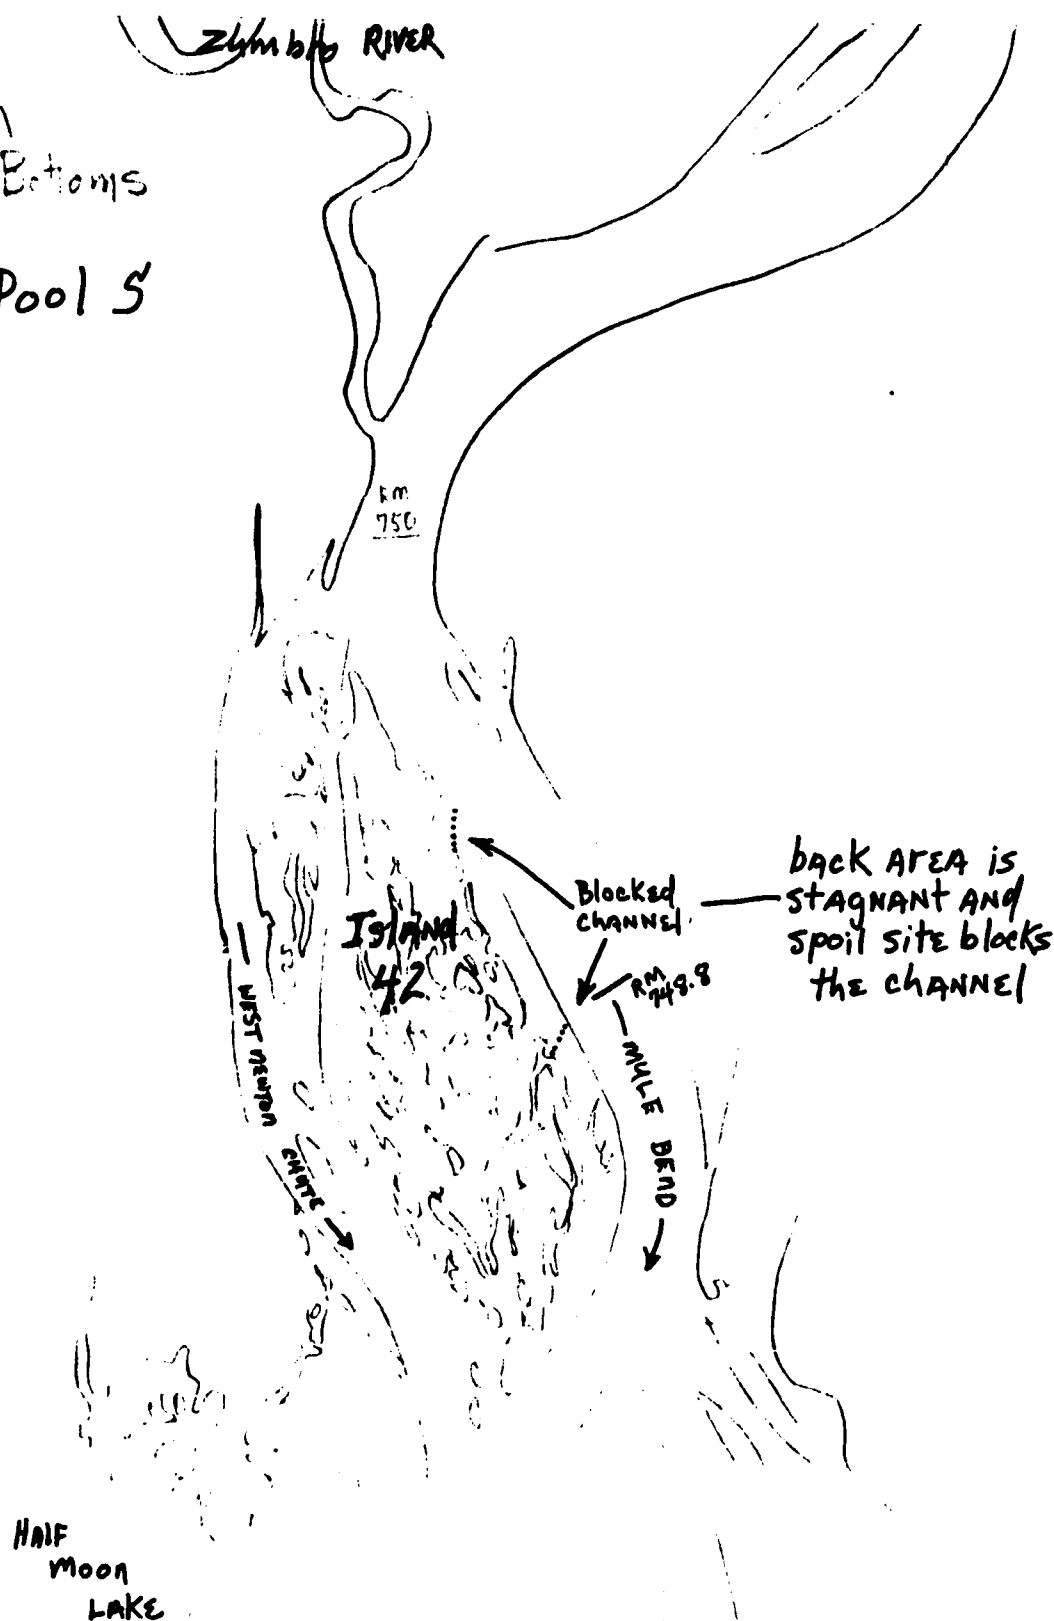 Zumbro RIVER
Bottoms
Pool 5
RM
750
Blocked
CHANNEL
back AREA is
STAGNANT AND
spoil site blocks
the CHANNEL
Island
42
RM
748.8
WEST NEWTON CHUTE
MULE BEND
HALF
MOON
LAKE